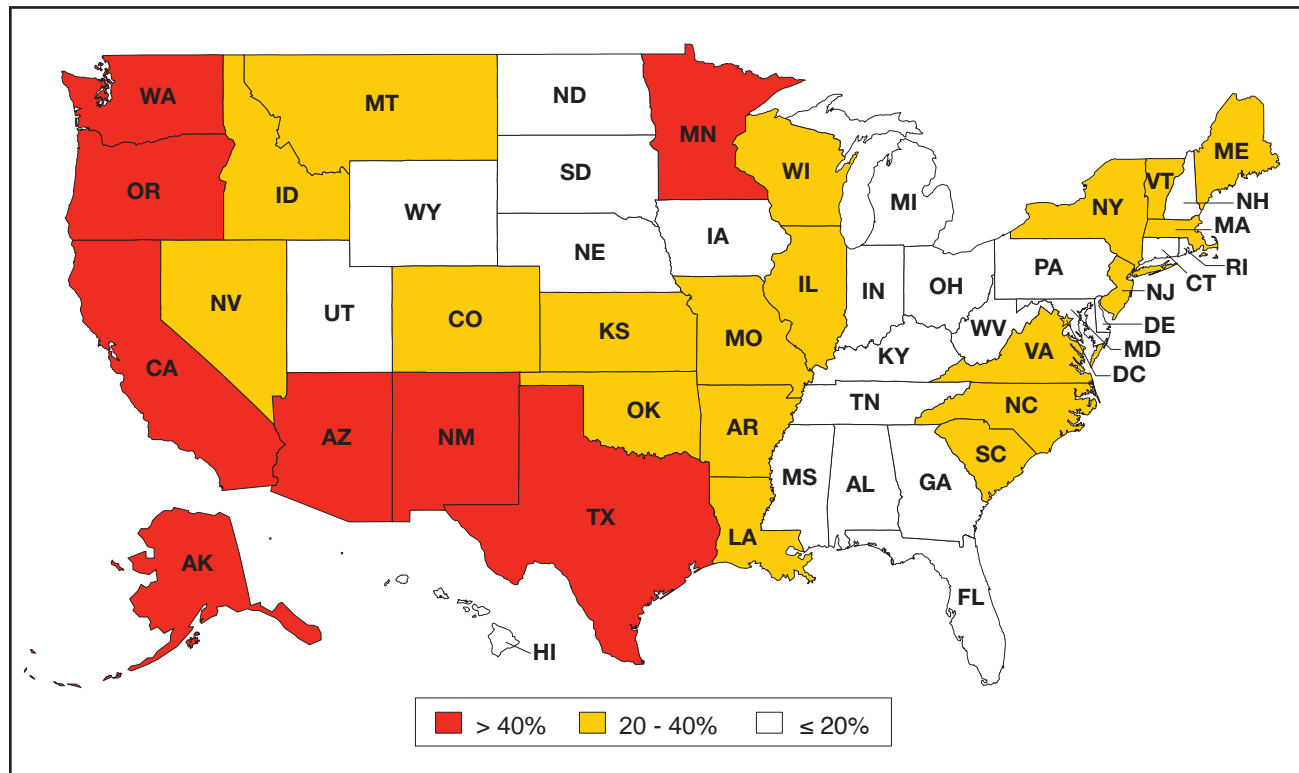 WA
MT
ND
MN
OR
ID
WY
SD
WI
MI
NY
VT
ME
NH
MA
RI
CT
NJ
NV
UT
CO
NE
IA
IL
IN
OH
PA
DE
MD
DC
CA
KS
MO
KY
WV
VA
AZ
NM
OK
AR
TN
NC
SC
TX
LA
MS
AL
GA
FL
AK
HI
> 40% 20 - 40% ≤ 20%